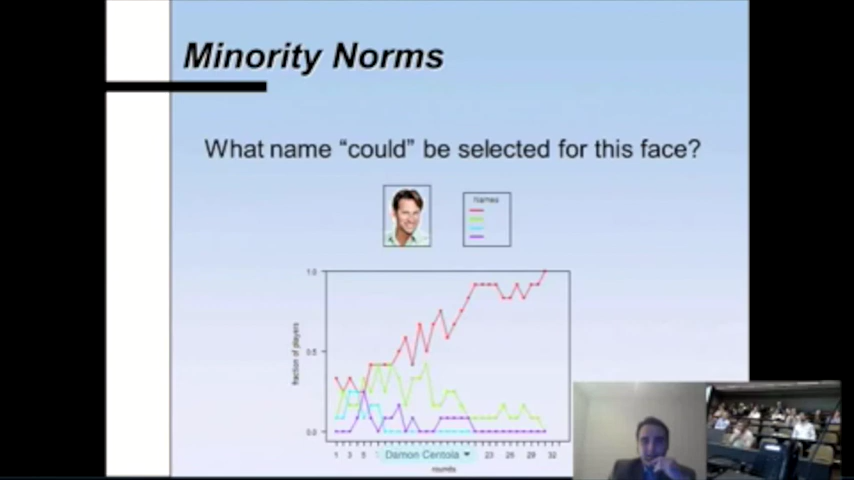 Minority Norms
What name “could” be selected for this face?
Names
1.0
0.5
0.0
fraction of players
1 3 5
Damon Centola
23 26 29 32
rounds